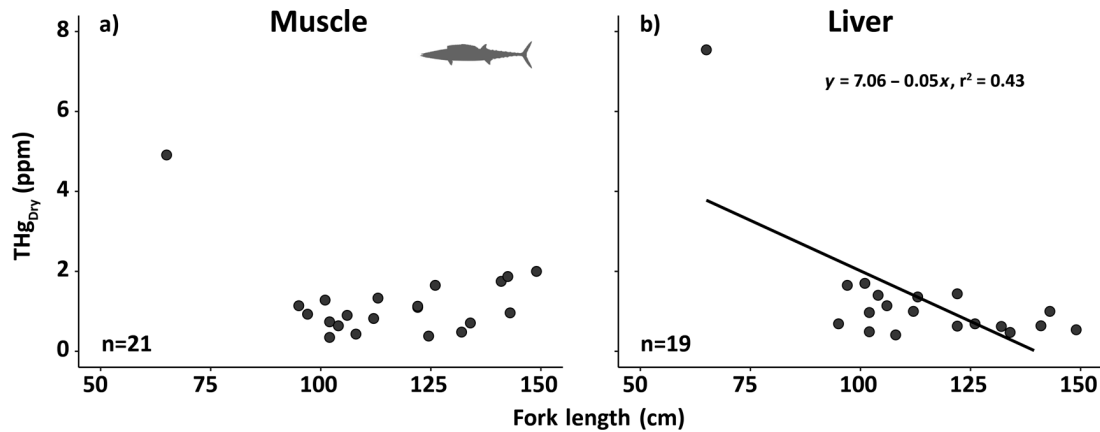 a) Muscle
b) Liver
y = 7.06 – 0.05x, r² = 0.43
THgDry (ppm)
8
6
4
2
0
n=21
n=19
50 75 100 125 150
50 75 100 125 150
Fork length (cm)